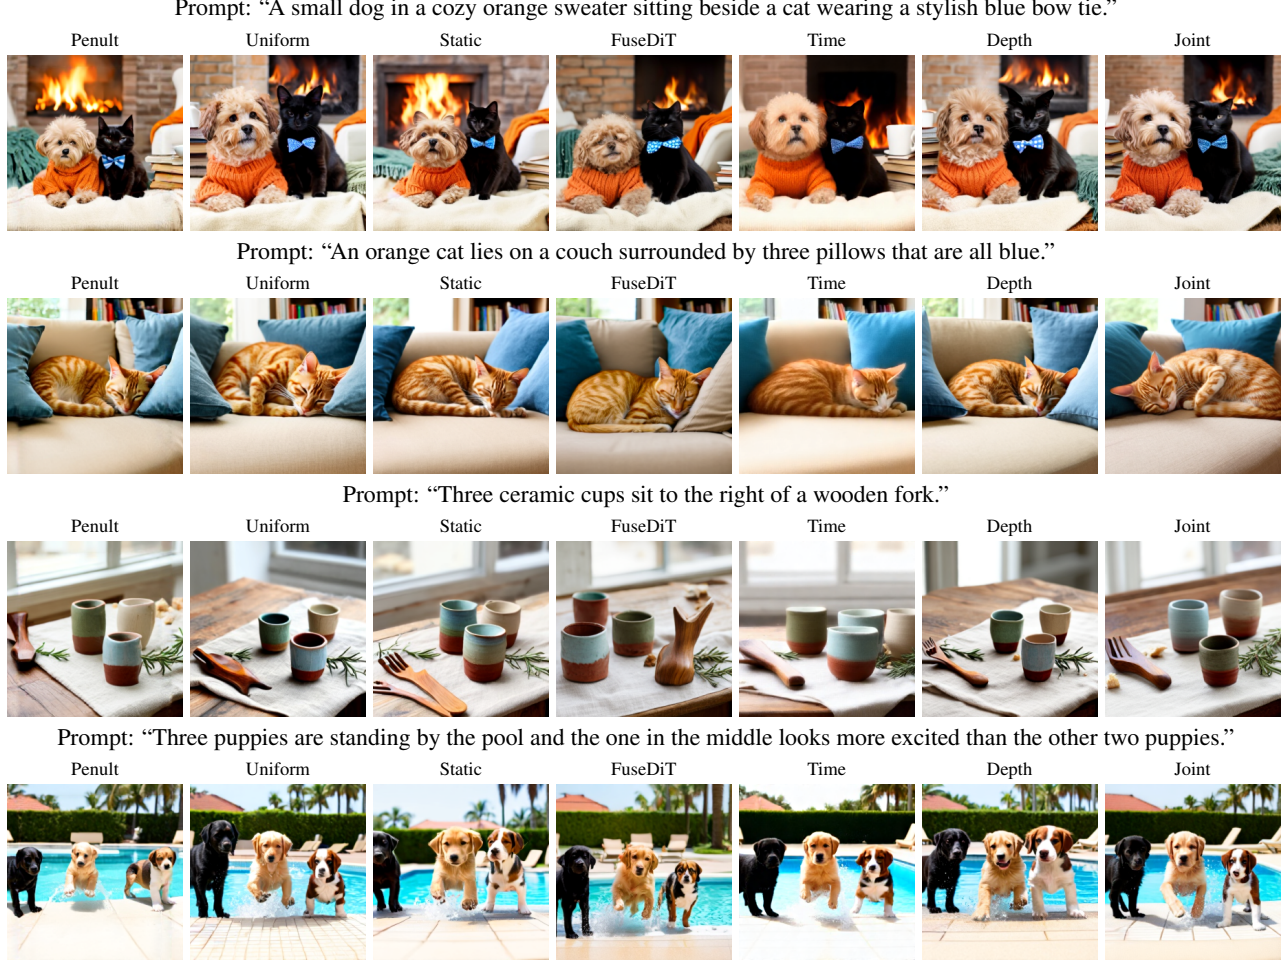 Prompt: “A small dog in a cozy orange sweater sitting beside a cat wearing a stylish blue bow tie.”
Penult Uniform Static FuseDiT Time Depth Joint
Prompt: “An orange cat lies on a couch surrounded by three pillows that are all blue.”
Penult Uniform Static FuseDiT Time Depth Joint
Prompt: “Three ceramic cups sit to the right of a wooden fork.”
Penult Uniform Static FuseDiT Time Depth Joint
Prompt: “Three puppies are standing by the pool and the one in the middle looks more excited than the other two puppies.”
Penult Uniform Static FuseDiT Time Depth Joint